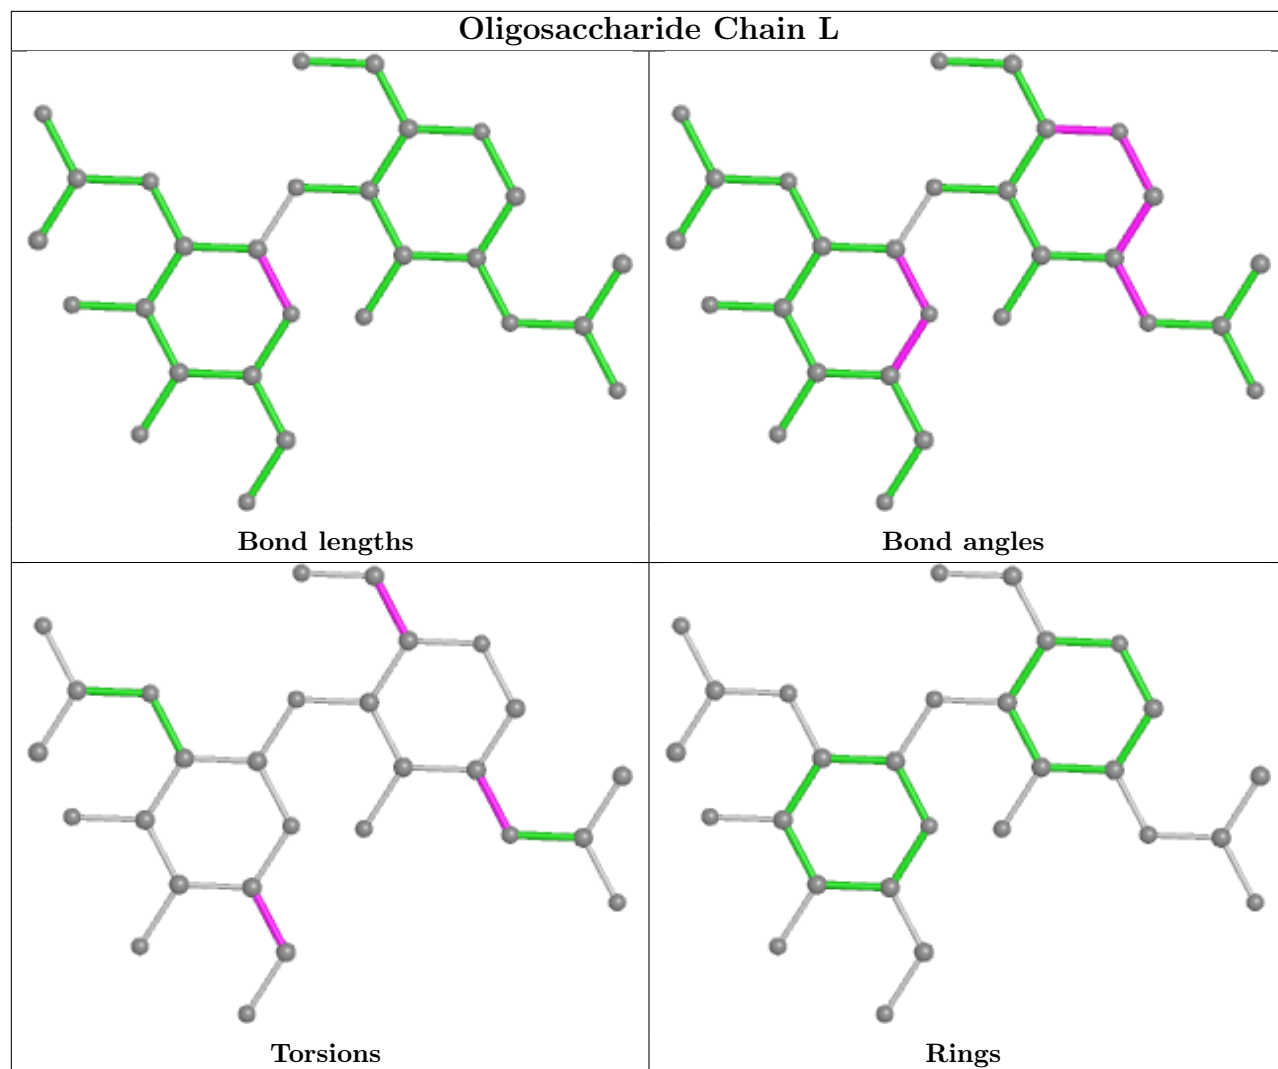 Oligosaccharide Chain L
Bond lengths
Bond angles
Torsions
Rings